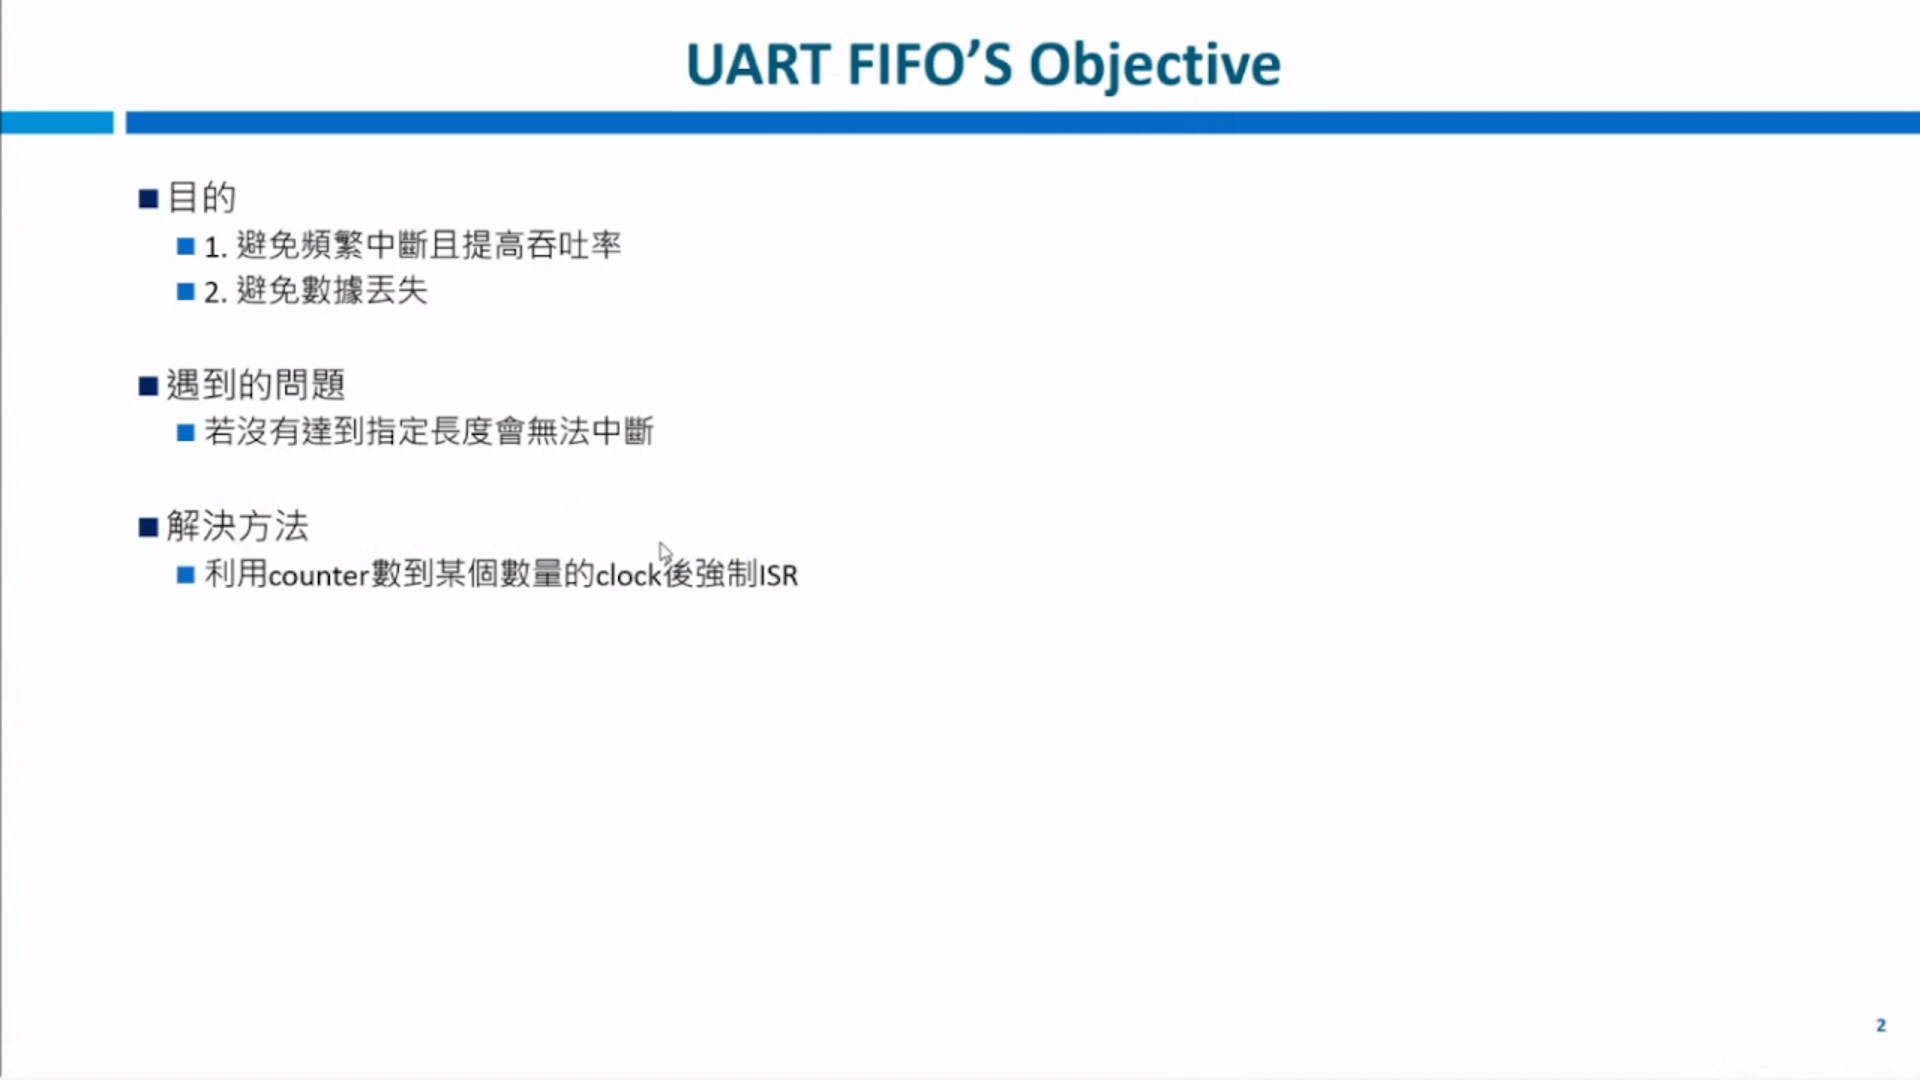 UART FIFO’S Objective
目的
1. 避免頻繁中斷且提高吞吐率
2. 避免數據丟失
遇到的問題
若沒有達到指定長度會無法中斷
解決方法
利用counter數到某個數量的clock後強制ISR
2